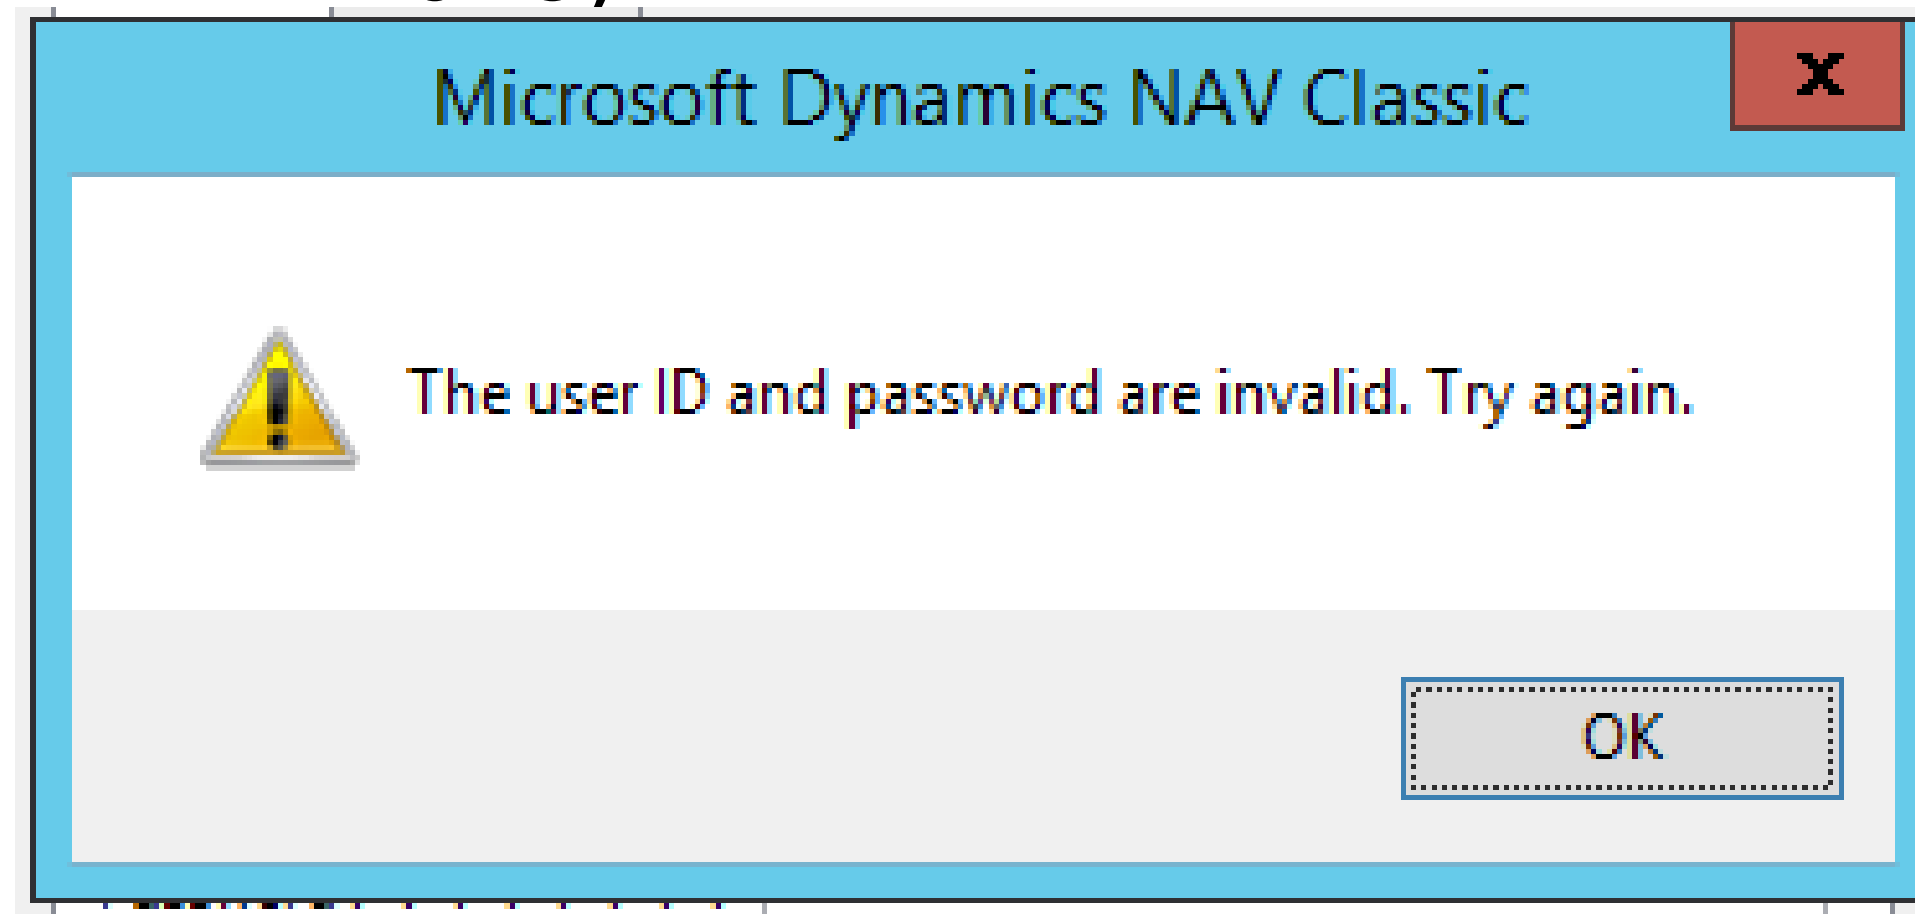 Microsoft Dynamics NAV Classic
x
The user ID and password are invalid. Try again.
OK